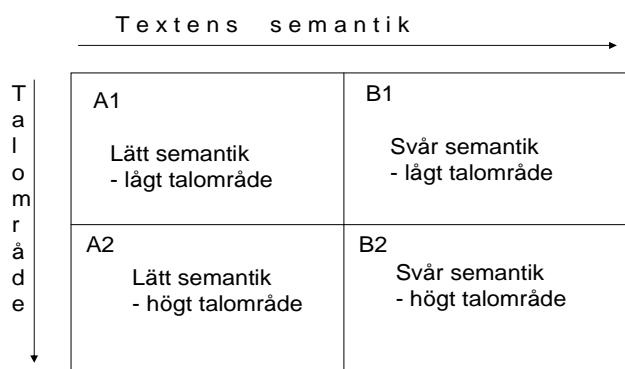 Textens semantik
Talområde
A1
Lätt semantik
- lågt talområde
B1
Svår semantik
- lågt talområde
A2
Lätt semantik
- högt talområde
B2
Svår semantik
- högt talområde